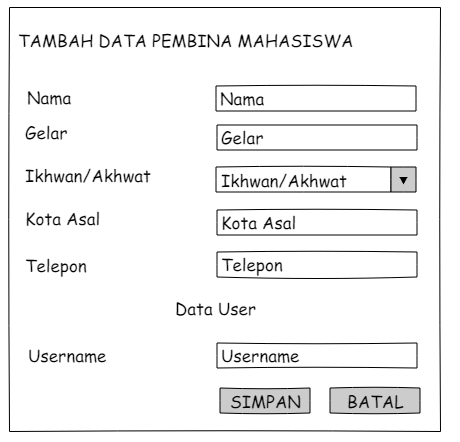 TAMBAH DATA PEMBINA MAHASISWA
Nama Nama
Gelar Gelar
Ikhwan/Akhwat Ikhwan/Akhwat
Kota Asal Kota Asal
Telepon Telepon
Data User
Username Username
SIMPAN BATAL